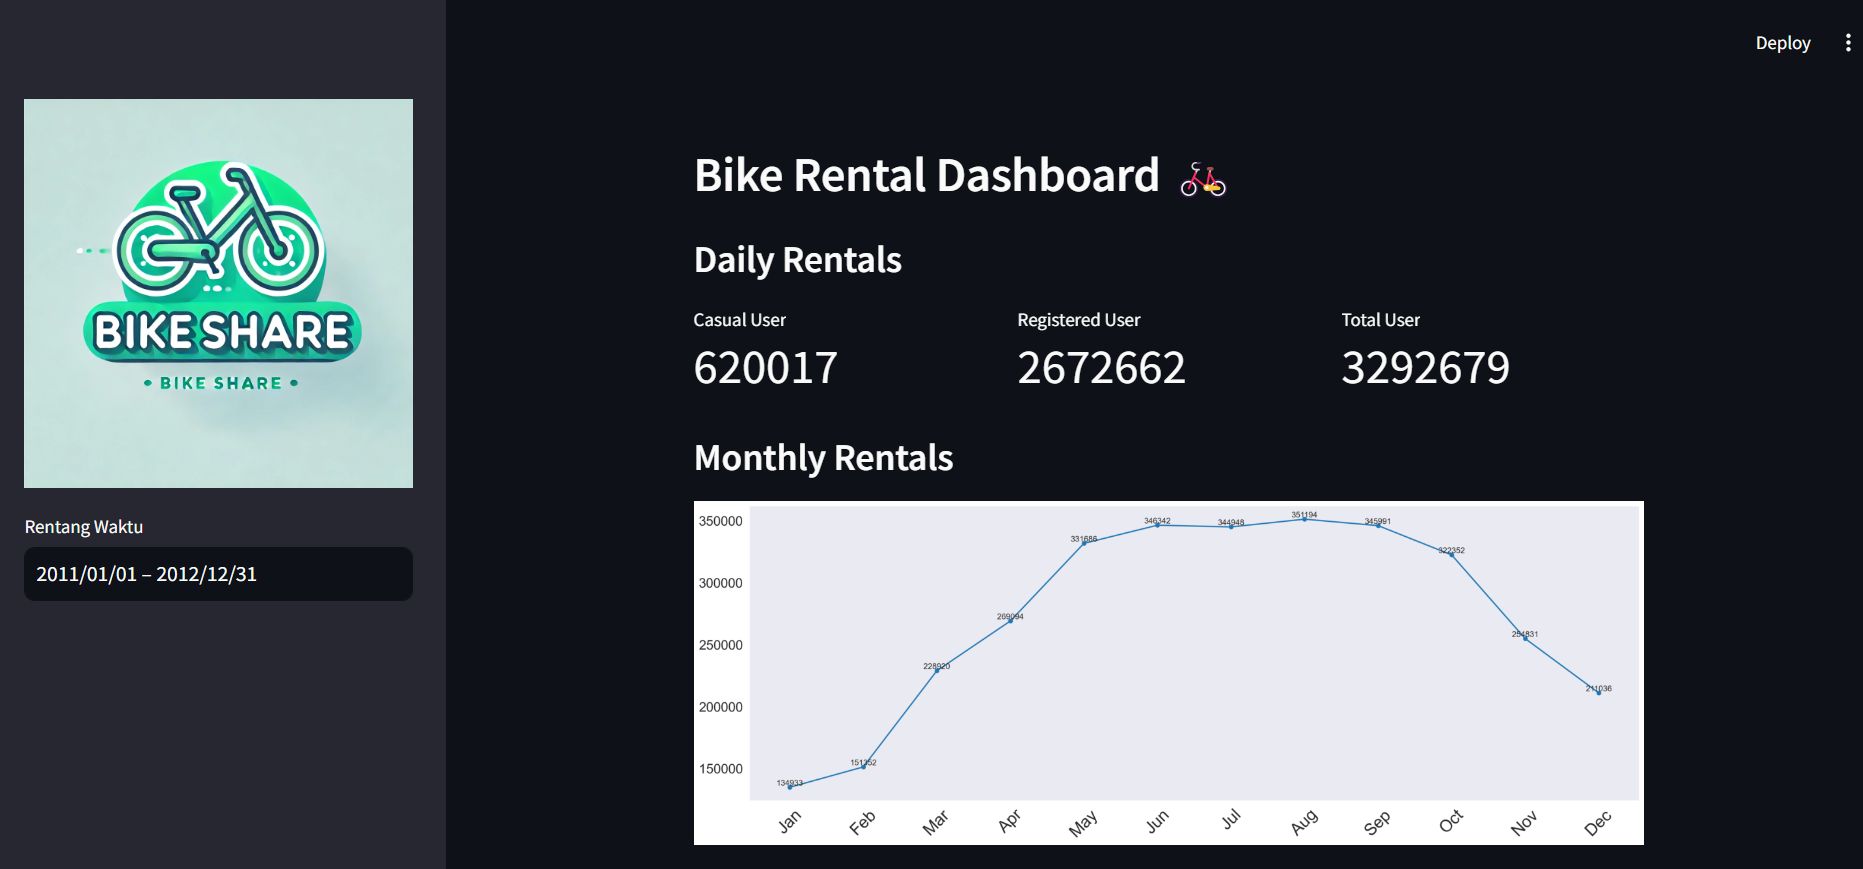 Deploy
BIKE SHARE
• BIKE SHARE •
Rentang Waktu
2011/01/01 – 2012/12/31
Bike Rental Dashboard
Daily Rentals
Casual User Registered User Total User
620017 2672662 3292679
Monthly Rentals
350000
300000
250000
200000
150000
134933
151352
228920
269094
331686
346342
344948
351194
345991
322352
254831
211036
Jan Feb Mar Apr May Jun Jul Aug Sep Oct Nov Dec